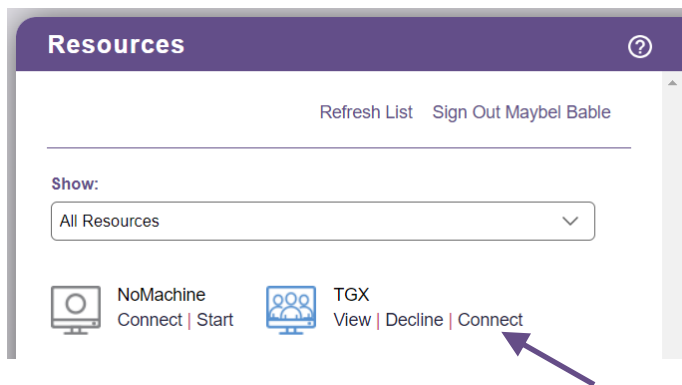 Resources
Refresh List Sign Out Maybel Bable
Show:
All Resources
NoMachine
Connect | Start
TGX
View | Decline | Connect